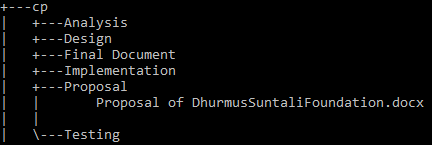 +---cp
|   +---Analysis
|   +---Design
|   +---Final Document
|   +---Implementation
|   +---Proposal
|   |       Proposal of DhurmusSuntaliFoundation.docx
|   |
|   \---Testing